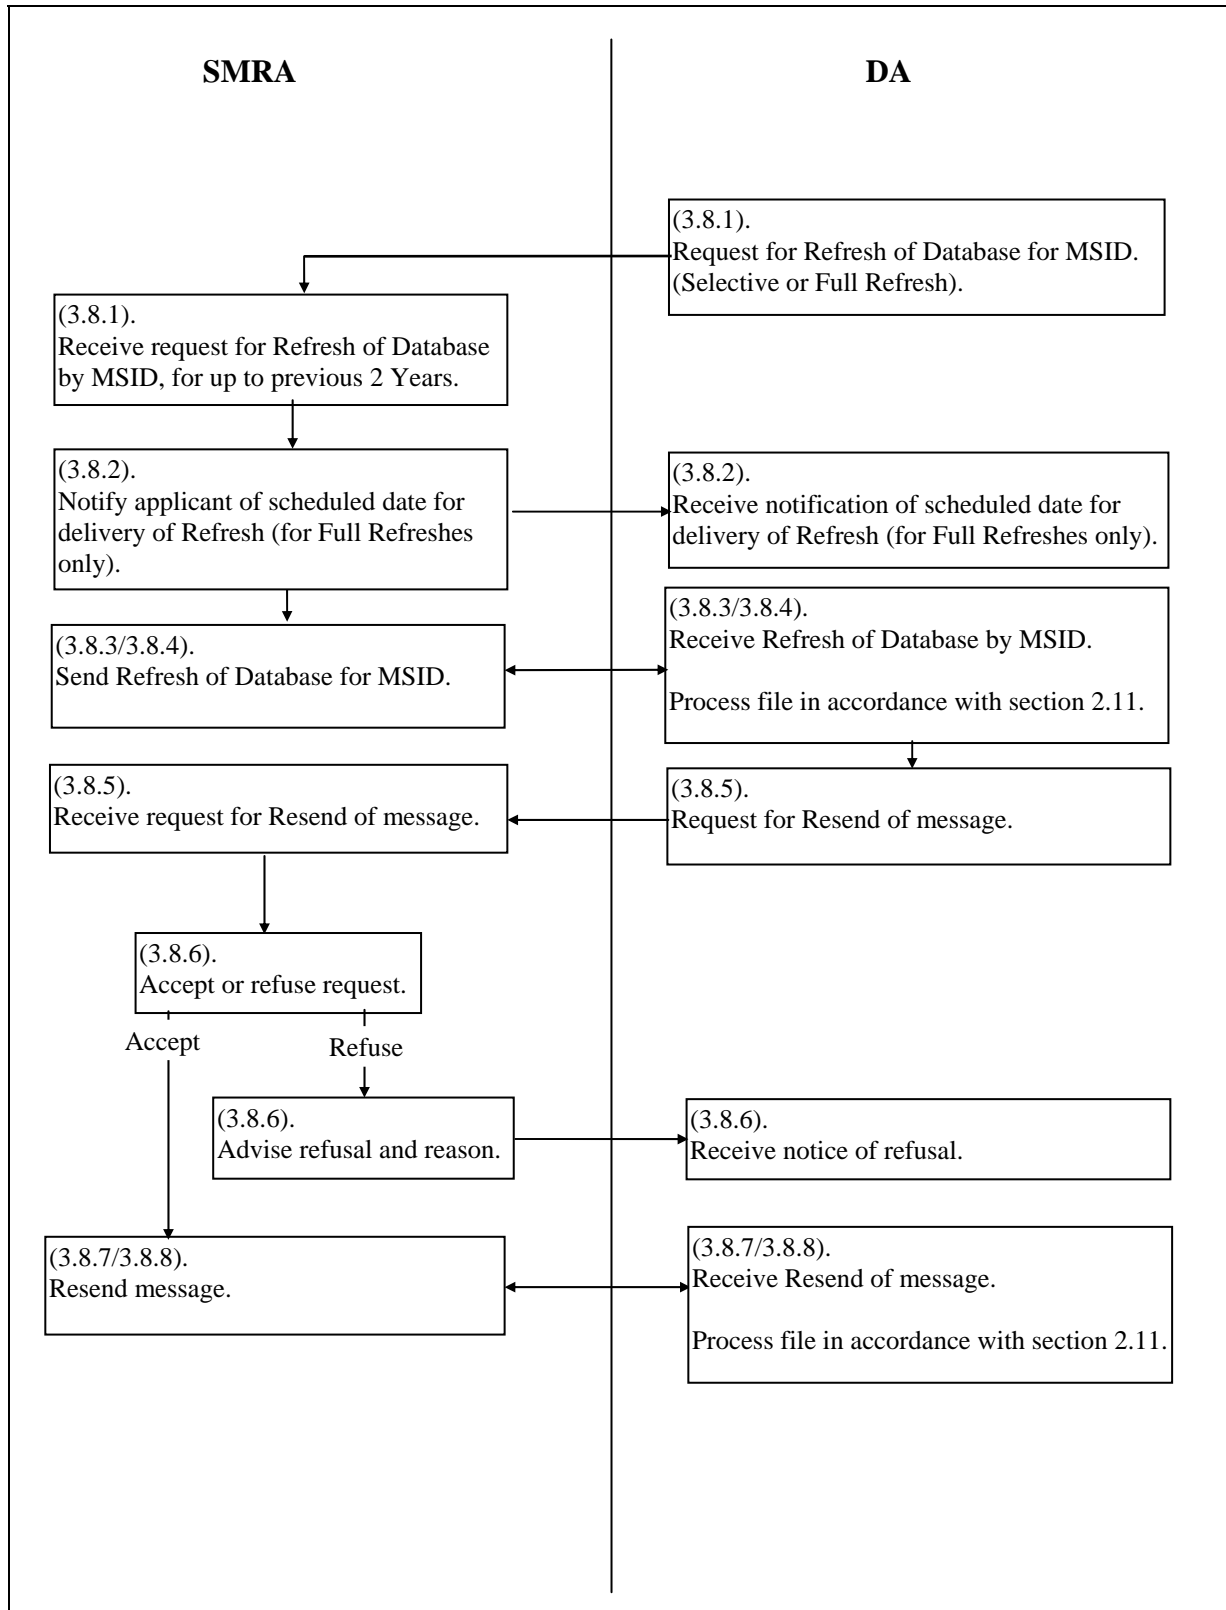 SMRA
DA
(3.8.1).
Request for Refresh of Database for MSID.
(Selective or Full Refresh).
(3.8.1).
Receive request for Refresh of Database
by MSID, for up to previous 2 Years.
(3.8.2).
Notify applicant of scheduled date for
delivery of Refresh (for Full Refreshes
only).
(3.8.2).
Receive notification of scheduled date for
delivery of Refresh (for Full Refreshes only).
(3.8.3/3.8.4).
Send Refresh of Database for MSID.
(3.8.3/3.8.4).
Receive Refresh of Database by MSID.
Process file in accordance with section 2.11.
(3.8.5).
Request for Resend of message.
(3.8.5).
Receive request for Resend of message.
(3.8.6).
Accept or refuse request.
Accept
Refuse
(3.8.6).
Advise refusal and reason.
(3.8.6).
Receive notice of refusal.
(3.8.7/3.8.8).
Resend message.
(3.8.7/3.8.8).
Receive Resend of message.
Process file in accordance with section 2.11.